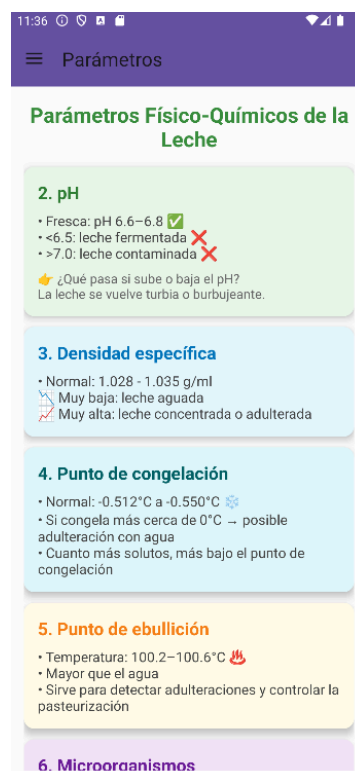 11:36
Parámetros
Parámetros Físico-Químicos de la
Leche
2. pH
• Fresca: pH 6.6–6.8 ✅
• <6.5: leche fermentada ❌
• >7.0: leche contaminada ❌
👉 ¿Qué pasa si sube o baja el pH?
La leche se vuelve turbia o burbujeante.
3. Densidad específica
• Normal: 1.028 - 1.035 g/ml
📉 Muy baja: leche aguada
📈 Muy alta: leche concentrada o adulterada
4. Punto de congelación
• Normal: -0.512°C a -0.550°C ❄️
• Si congela más cerca de 0°C → posible
adulteración con agua
• Cuanto más solutos, más bajo el punto de
congelación
5. Punto de ebullición
• Temperatura: 100.2–100.6°C ♨️
• Mayor que el agua
• Sirve para detectar adulteraciones y controlar la
pasteurización
6. Microorganismos